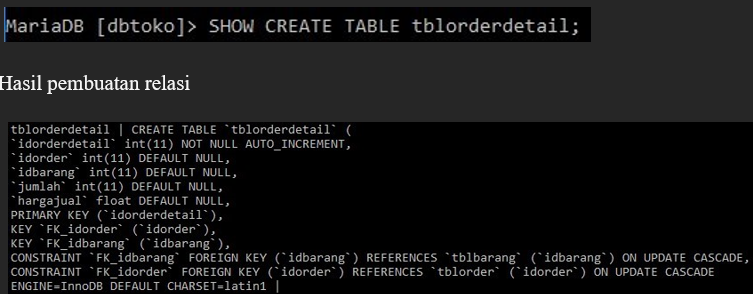 MariaDB [dbtoko]> SHOW CREATE TABLE tblorderdetail;
Hasil pembuatan relasi
tblorderdetail | CREATE TABLE `tblorderdetail` (
`idorderdetail` int(11) NOT NULL AUTO_INCREMENT,
`idorder` int(11) DEFAULT NULL,
`idbarang` int(11) DEFAULT NULL,
`jumlah` int(11) DEFAULT NULL,
`hargajual` float DEFAULT NULL,
PRIMARY KEY (`idorderdetail`),
KEY `FK_idorder` (`idorder`),
KEY `FK_idbarang` (`idbarang`),
CONSTRAINT `FK_idbarang` FOREIGN KEY (`idbarang`) REFERENCES `tblbarang` (`idbarang`) ON UPDATE CASCADE,
CONSTRAINT `FK_idorder` FOREIGN KEY (`idorder`) REFERENCES `tblorder` (`idorder`) ON UPDATE CASCADE
ENGINE=InnoDB DEFAULT CHARSET=latin1 |